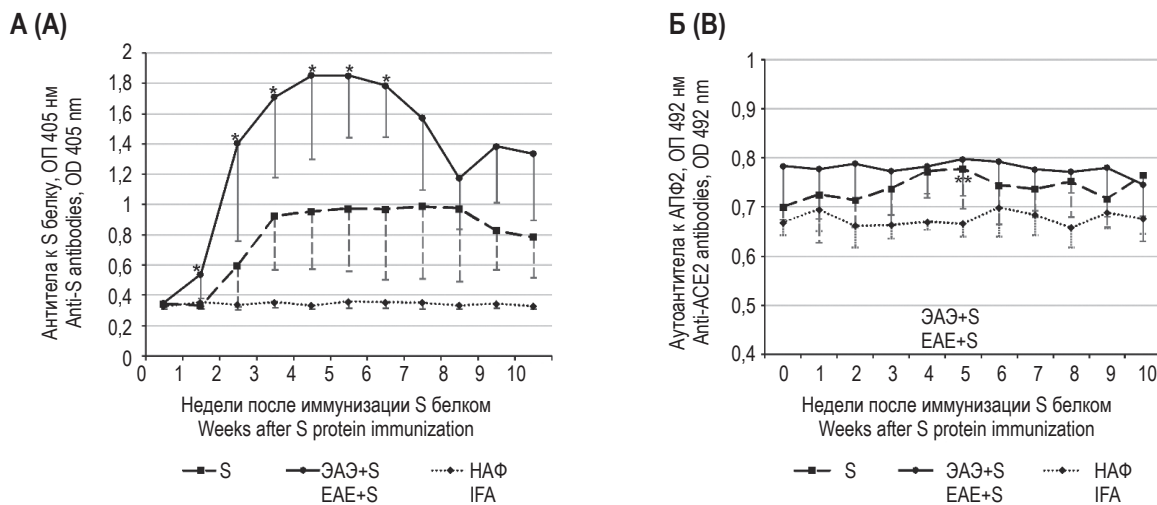 А (A)
Антитела к S белку, ОП 405 нм
Anti-S antibodies, OD 405 nm
2
1,8
1,6
1,4
1,2
1
0,8
0,6
0,4
0,2
0
*
*
*
*
*
*
0 1 2 3 4 5 6 7 8 9 10
Недели после иммунизации S белком
Weeks after S protein immunization
S
ЭАЭ+S
EAE+S
НАФ
IFA
Б (B)
Аутоантитела к АПФ2, ОП 492 нм
Anti-ACE2 antibodies, OD 492 nm
1
0,9
0,8
0,7
0,6
0,5
0,4
**
ЭАЭ+S
EAE+S
0 1 2 3 4 5 6 7 8 9 10
Недели после иммунизации S белком
Weeks after S protein immunization
S
ЭАЭ+S
EAE+S
НАФ
IFA